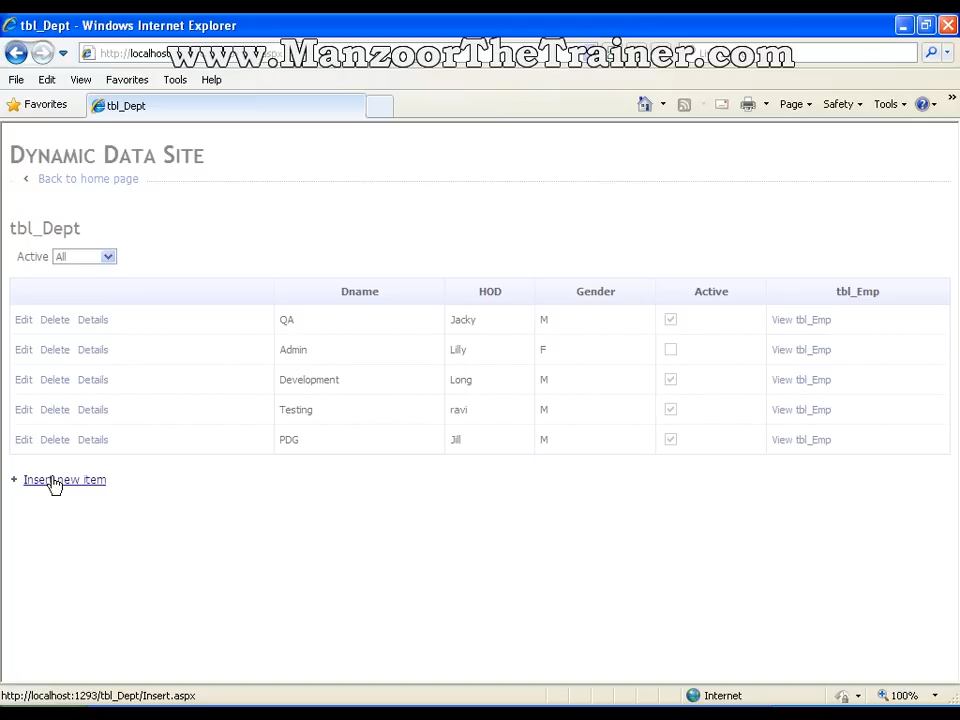 tbl_Dept - Windows Internet Explorer
http://localhos
www.ManzoorTheTrainer.com
File Edit View Favorites Tools Help
Favorites tbl_Dept Page Safety Tools
DYNAMIC DATA SITE
Back to home page
tbl_Dept
Active All
Dname HOD Gender Active tbl_Emp
Edit Delete Details QA Jacky M View tbl_Emp
Edit Delete Details Admin Lilly F View tbl_Emp
Edit Delete Details Development Long M View tbl_Emp
Edit Delete Details Testing ravi M View tbl_Emp
Edit Delete Details PDG Jill M View tbl_Emp
+ Insert new item
http://localhost:1293/tbl_Dept/Insert.aspx Internet 100%